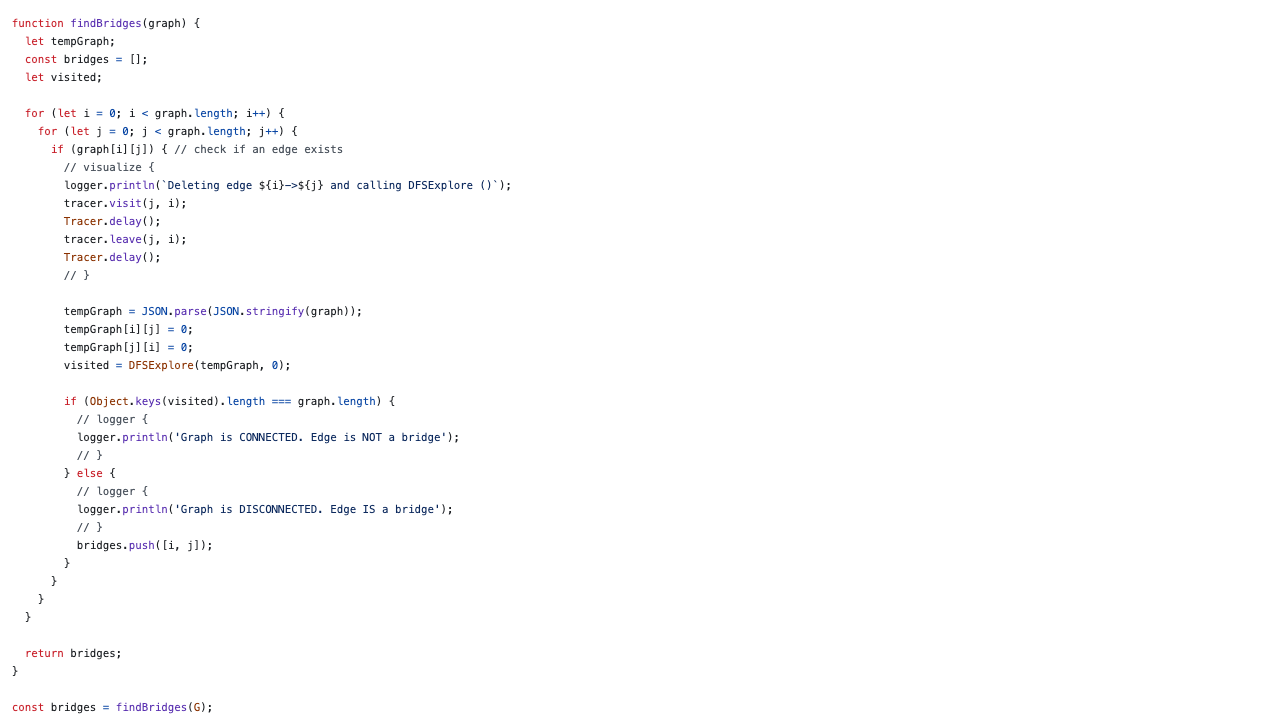 function findBridges(graph) {
  let tempGraph;
  const bridges = [];
  let visited;

  for (let i = 0; i < graph.length; i++) {
    for (let j = 0; j < graph.length; j++) {
      if (graph[i][j]) { // check if an edge exists
        // visualize {
        logger.println(`Deleting edge ${i}->${j} and calling DFSExplore ()`);
        tracer.visit(j, i);
        Tracer.delay();
        tracer.leave(j, i);
        Tracer.delay();
        // }

        tempGraph = JSON.parse(JSON.stringify(graph));
        tempGraph[i][j] = 0;
        tempGraph[j][i] = 0;
        visited = DFSExplore(tempGraph, 0);

        if (Object.keys(visited).length === graph.length) {
          // logger {
          logger.println('Graph is CONNECTED. Edge is NOT a bridge');
          // }
        } else {
          // logger {
          logger.println('Graph is DISCONNECTED. Edge IS a bridge');
          // }
          bridges.push([i, j]);
        }
      }
    }
  }

  return bridges;
}

const bridges = findBridges(G);